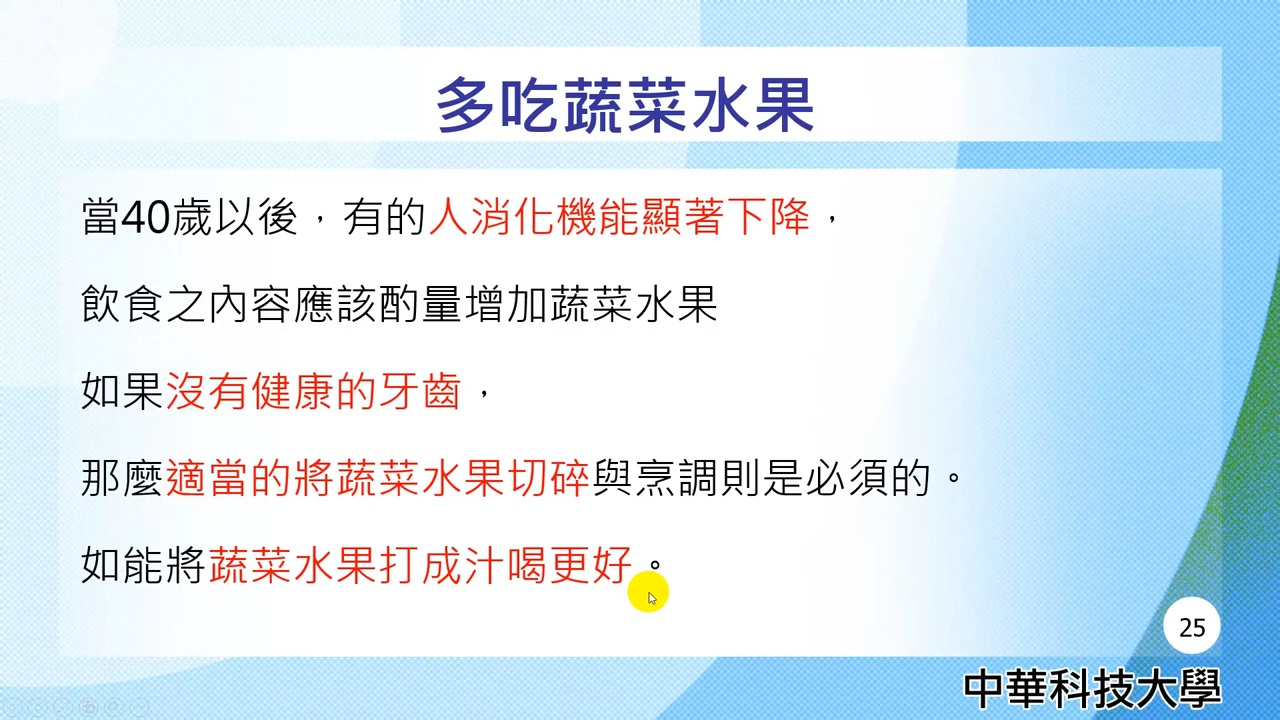 多吃蔬菜水果
當40歲以後，有的人消化機能顯著下降，
飲食之內容應該酌量增加蔬菜水果
如果沒有健康的牙齒，
那麼適當的將蔬菜水果切碎與烹調則是必須的。
如能將蔬菜水果打成汁喝更好。
25
中華科技大學